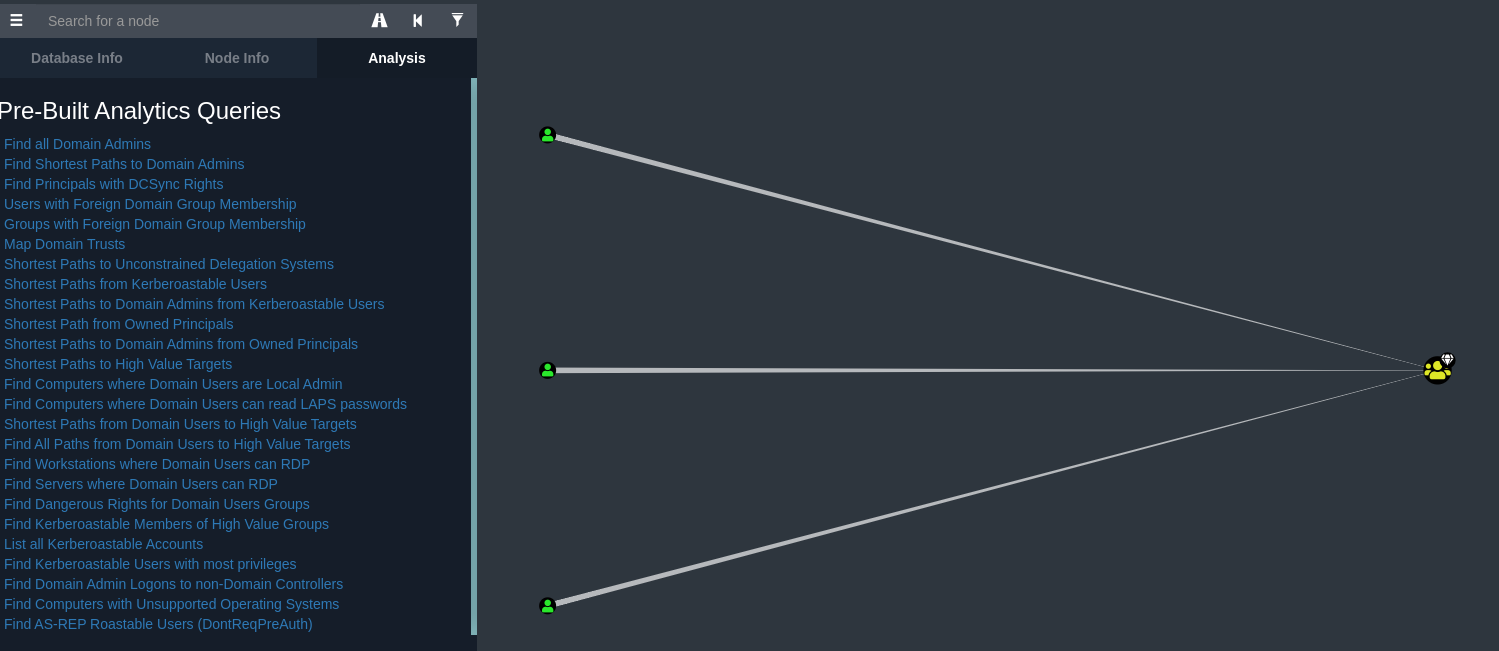 Search for a node
Database Info
Node Info
Analysis
Pre-Built Analytics Queries
Find all Domain Admins
Find Shortest Paths to Domain Admins
Find Principals with DCSync Rights
Users with Foreign Domain Group Membership
Groups with Foreign Domain Group Membership
Map Domain Trusts
Shortest Paths to Unconstrained Delegation Systems
Shortest Paths from Kerberoastable Users
Shortest Paths to Domain Admins from Kerberoastable Users
Shortest Path from Owned Principals
Shortest Paths to Domain Admins from Owned Principals
Shortest Paths to High Value Targets
Find Computers where Domain Users are Local Admin
Find Computers where Domain Users can read LAPS passwords
Shortest Paths from Domain Users to High Value Targets
Find All Paths from Domain Users to High Value Targets
Find Workstations where Domain Users can RDP
Find Servers where Domain Users can RDP
Find Dangerous Rights for Domain Users Groups
Find Kerberoastable Members of High Value Groups
List all Kerberoastable Accounts
Find Kerberoastable Users with most privileges
Find Domain Admin Logons to non-Domain Controllers
Find Computers with Unsupported Operating Systems
Find AS-REP Roastable Users (DontReqPreAuth)